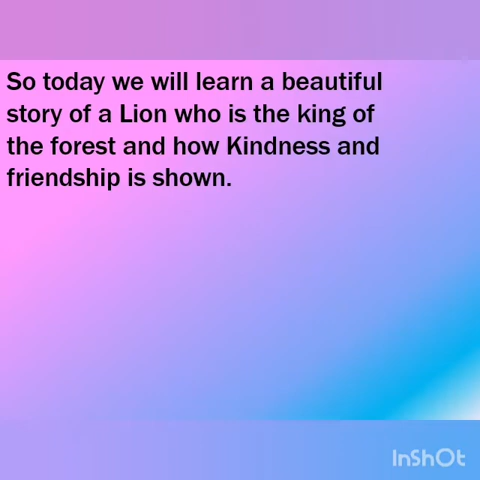 So today we will learn a beautiful
story of a Lion who is the king of
the forest and how Kindness and
friendship is shown.
InShOt